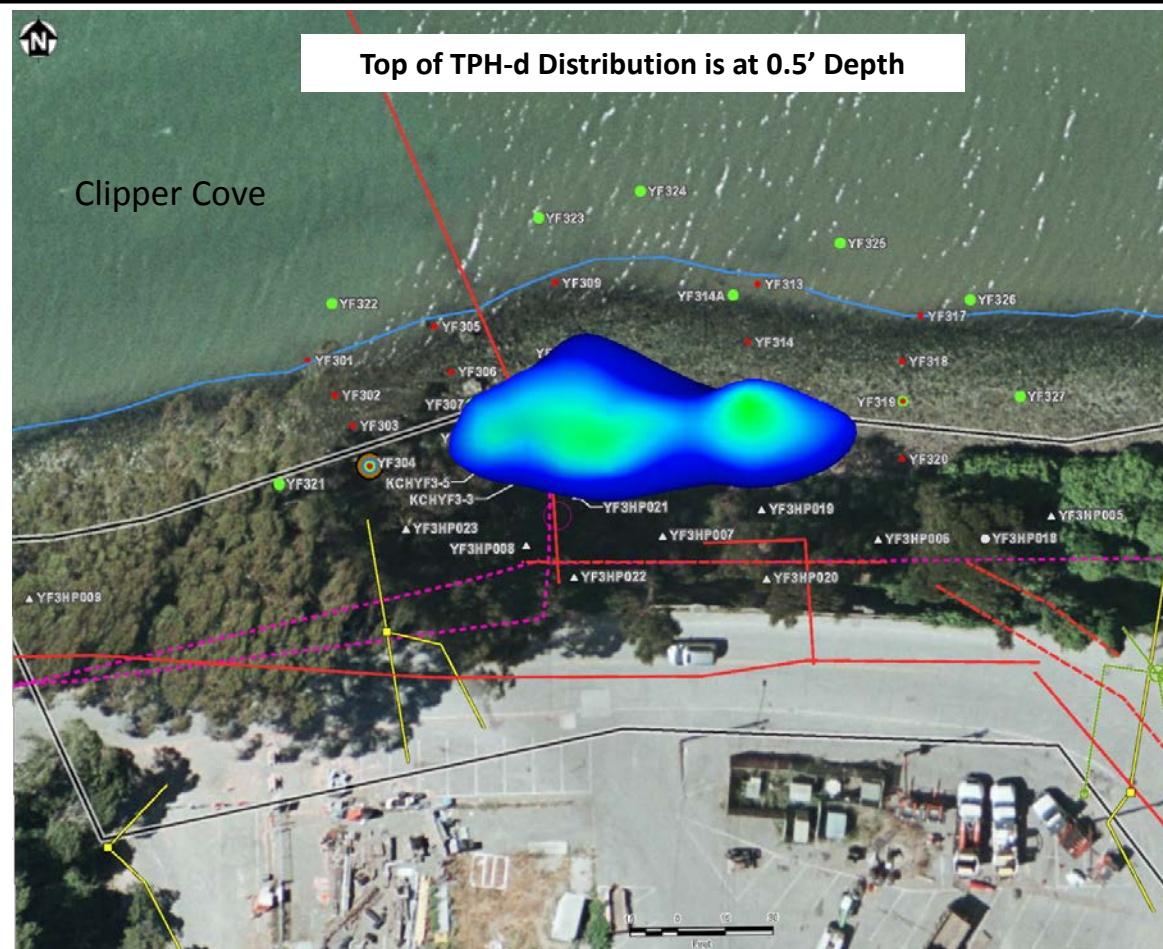 N
Top of TPH-d Distribution is at 0.5’ Depth
Clipper Cove
YF324
YF323
YF325
YF309
YF313
YF314A
YF326
YF322
YF317
YF305
YF314
YF301
YF318
YF306
YF302
YF307
YF319
YF327
YF303
YF304
YF320
KCHYF3-5
YF321
KCHYF3-3
YF3HP021
YF3HP019
YF3HP005
YF3HP023
YF3HP007
YF3HP006
YF3HP018
YF3HP008
YF3HP022
YF3HP020
YF3HP009
0
Feet